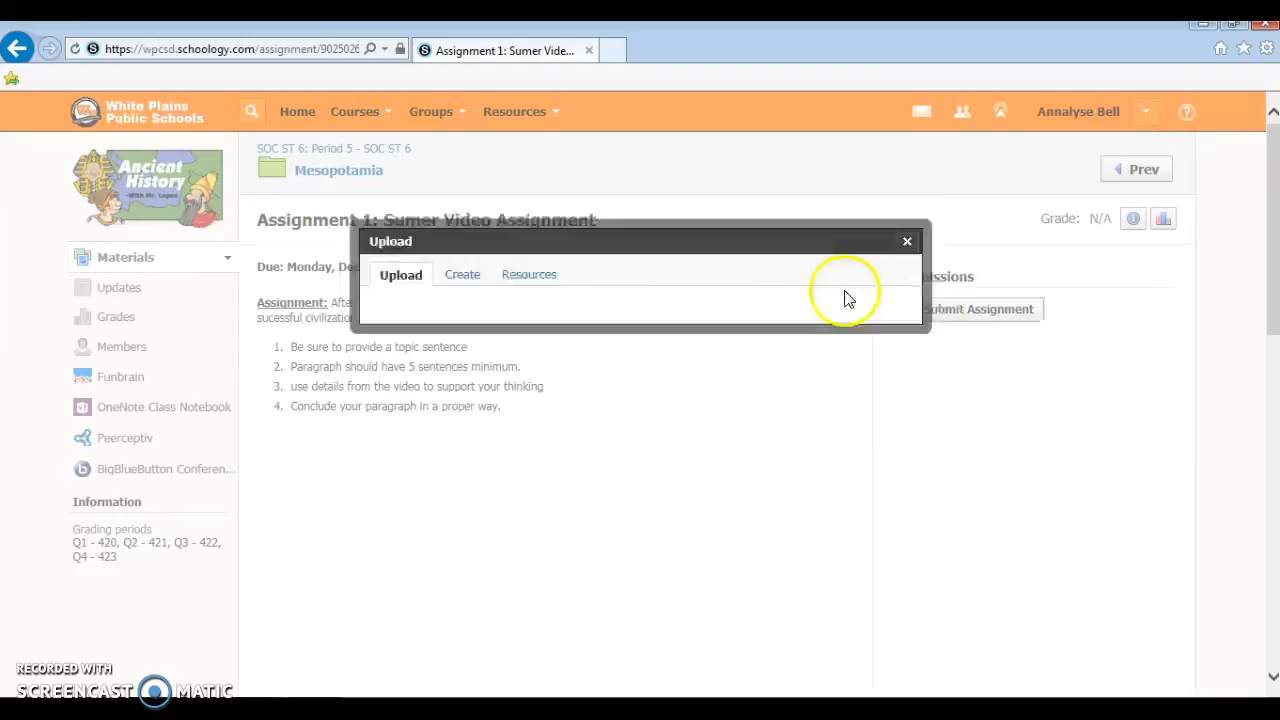 https://wpcsd.schoology.com/assignment/9025026
Assignment 1: Sumer Vide...
White Plains
Public Schools
Home
Courses
Groups
Resources
Annalyse Bell
Ancient
History
-With Mr. Lopez
SOC ST 6: Period 5 - SOC ST 6
Mesopotamia
Prev
Assignment 1: Sumer Video Assignment
Grade: N/A
Upload
Upload
Create
Resources
Materials
Due: Monday, De
issions
Assignment: Afte
sucessful civilizatio
ubmit Assignment
Updates
Grades
Members
Funbrain
OneNote Class Notebook
Peerceptiv
BigBlueButton Conferen...
1. Be sure to provide a topic sentence
2. Paragraph should have 5 sentences minimum.
3. use details from the video to support your thinking
4. Conclude your paragraph in a proper way.
Information
Grading periods
Q1 - 420, Q2 - 421, Q3 - 422,
Q4 - 423
RECORDED WITH
SCREENCAST MATIC